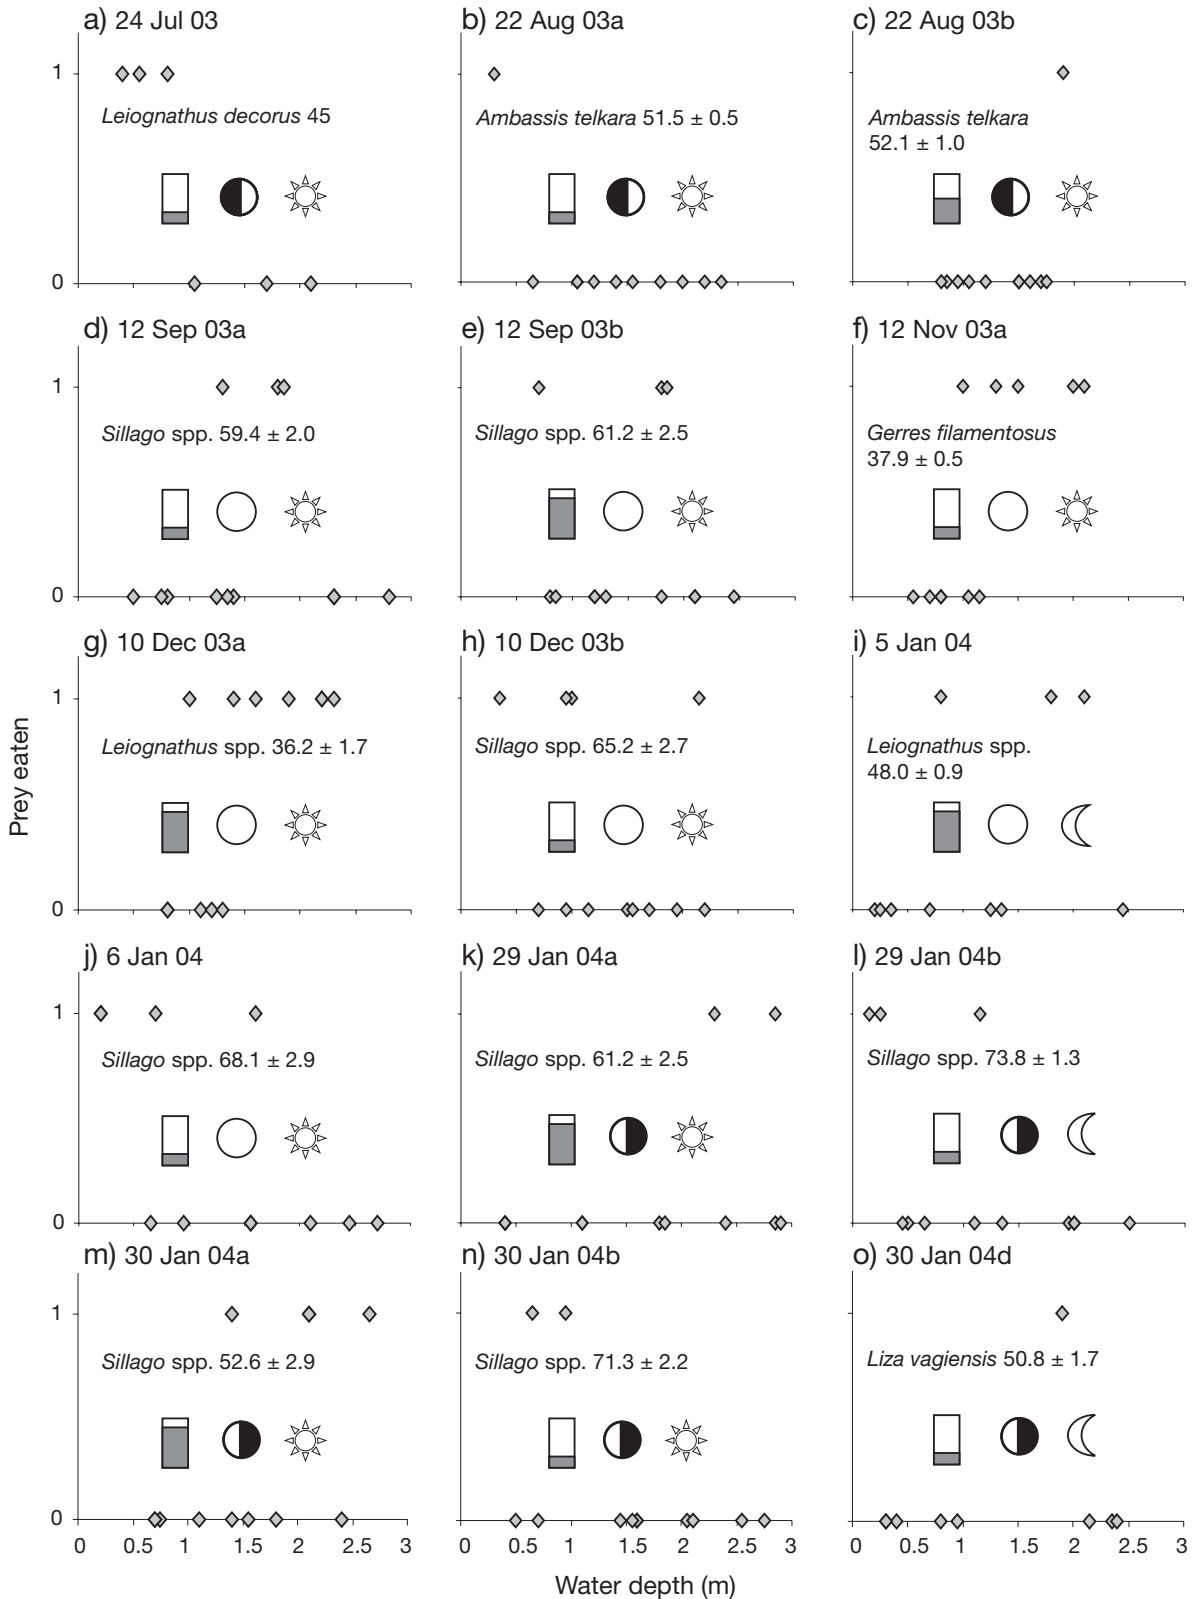 a) 24 Jul 03
b) 22 Aug 03a
c) 22 Aug 03b
1
Leiognathus decorus 45
Ambassis telkara 51.5 ± 0.5
Ambassis telkara
52.1 ± 1.0
0
d) 12 Sep 03a
e) 12 Sep 03b
f) 12 Nov 03a
1
Sillago spp. 59.4 ± 2.0
Sillago spp. 61.2 ± 2.5
Gerres filamentosus
37.9 ± 0.5
0
g) 10 Dec 03a
h) 10 Dec 03b
i) 5 Jan 04
1
Leiognathus spp. 36.2 ± 1.7
Sillago spp. 65.2 ± 2.7
Leiognathus spp.
48.0 ± 0.9
Prey eaten
0
j) 6 Jan 04
k) 29 Jan 04a
l) 29 Jan 04b
1
Sillago spp. 68.1 ± 2.9
Sillago spp. 61.2 ± 2.5
Sillago spp. 73.8 ± 1.3
0
m) 30 Jan 04a
n) 30 Jan 04b
o) 30 Jan 04d
1
Sillago spp. 52.6 ± 2.9
Sillago spp. 71.3 ± 2.2
Liza vagiensis 50.8 ± 1.7
0
0 0.5 1 1.5 2 2.5 3
0 0.5 1 1.5 2 2.5 3
0 0.5 1 1.5 2 2.5 3
Water depth (m)